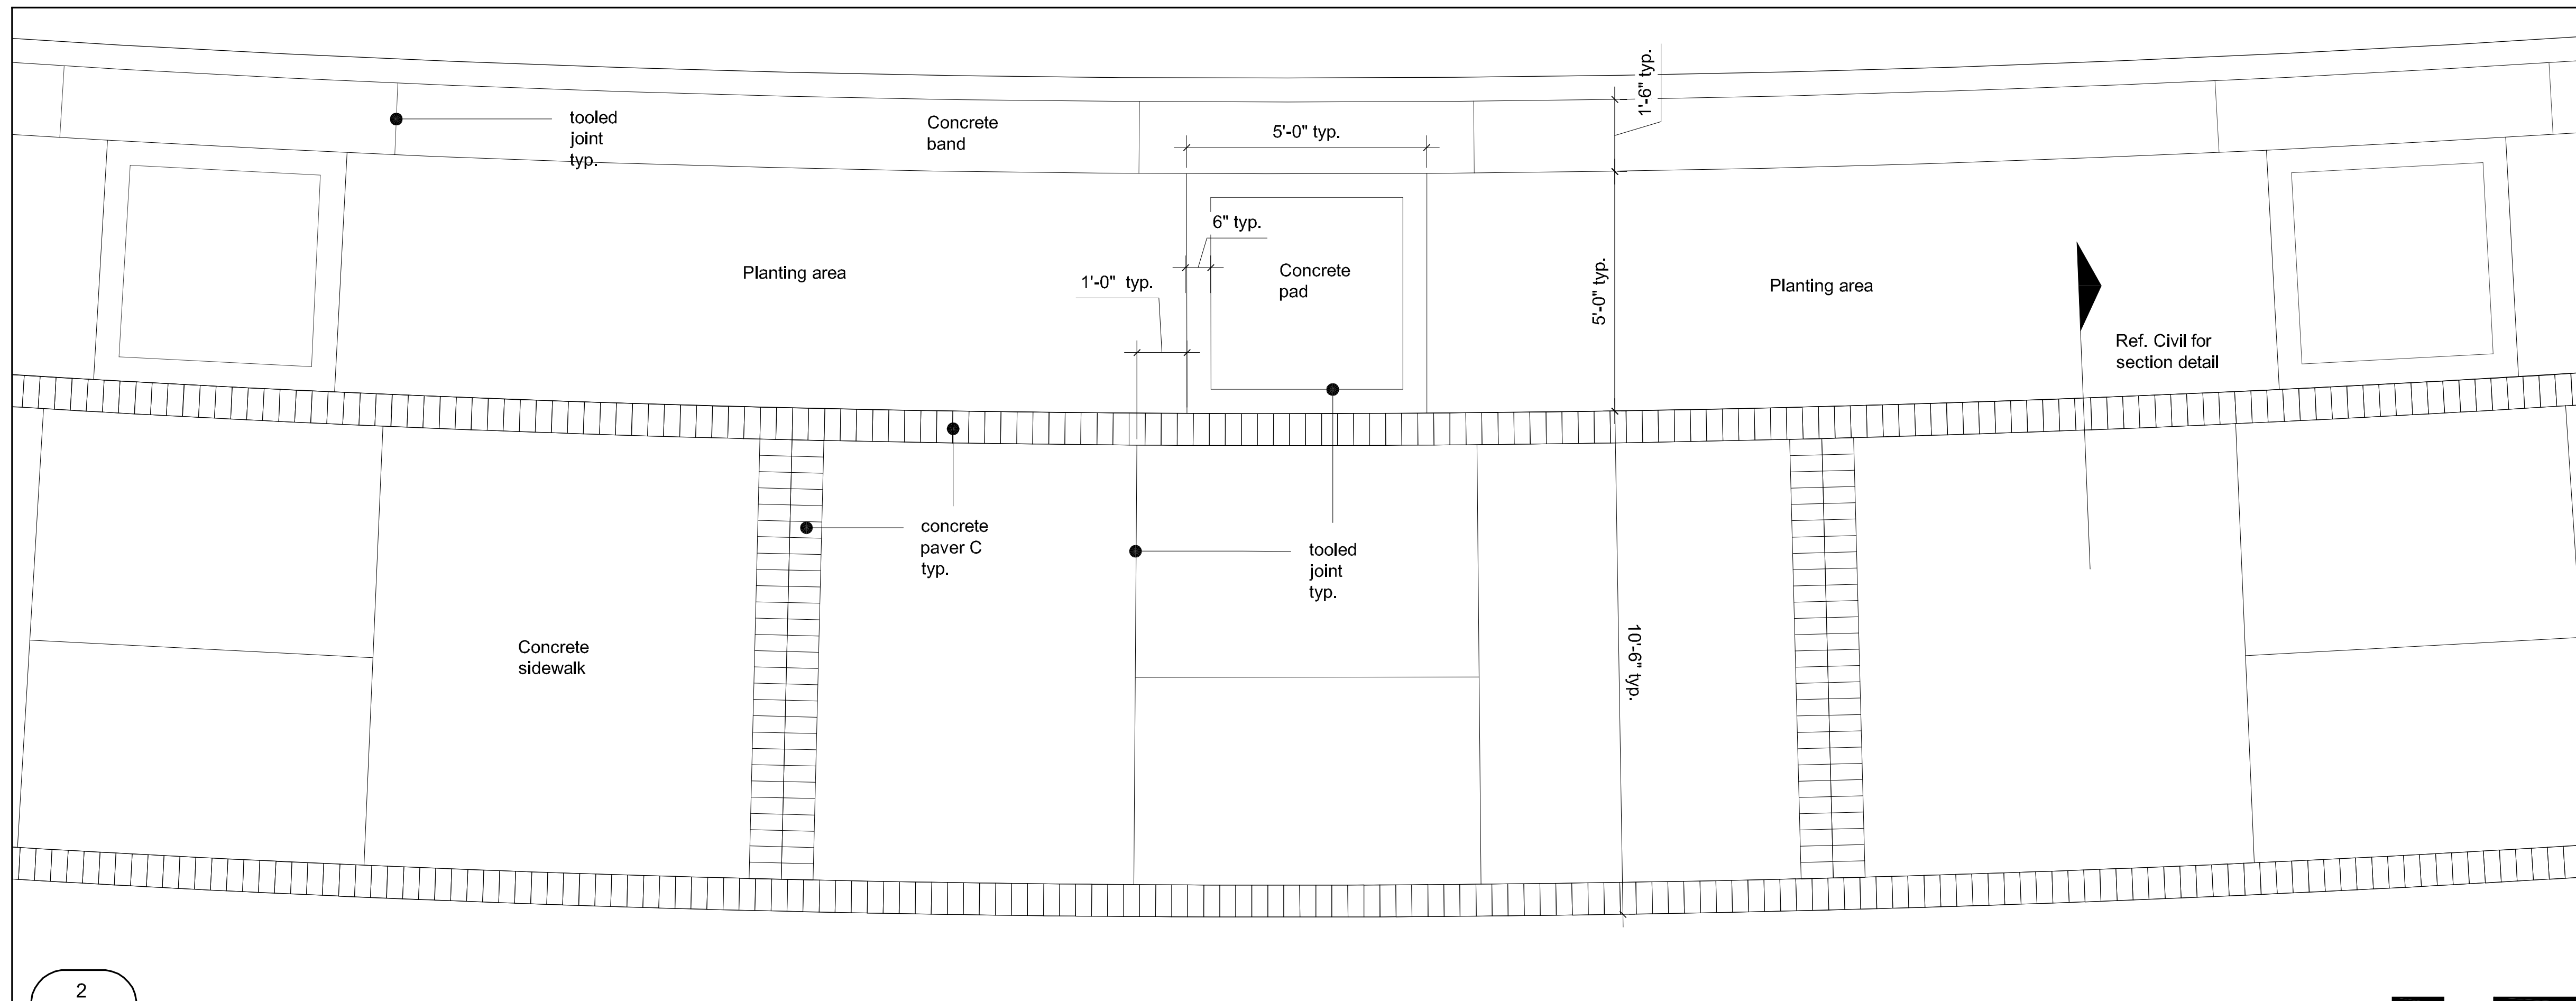 1'-6" typ.
tooled
joint
typ.
Concrete
band
5'-0" typ.
6" typ.
Planting area
1'-0" typ.
Concrete
pad
5'-0" typ.
Planting area
Ref. Civil for
section detail
concrete
paver C
typ.
tooled
joint
typ.
Concrete
sidewalk
10'-6" typ.
2